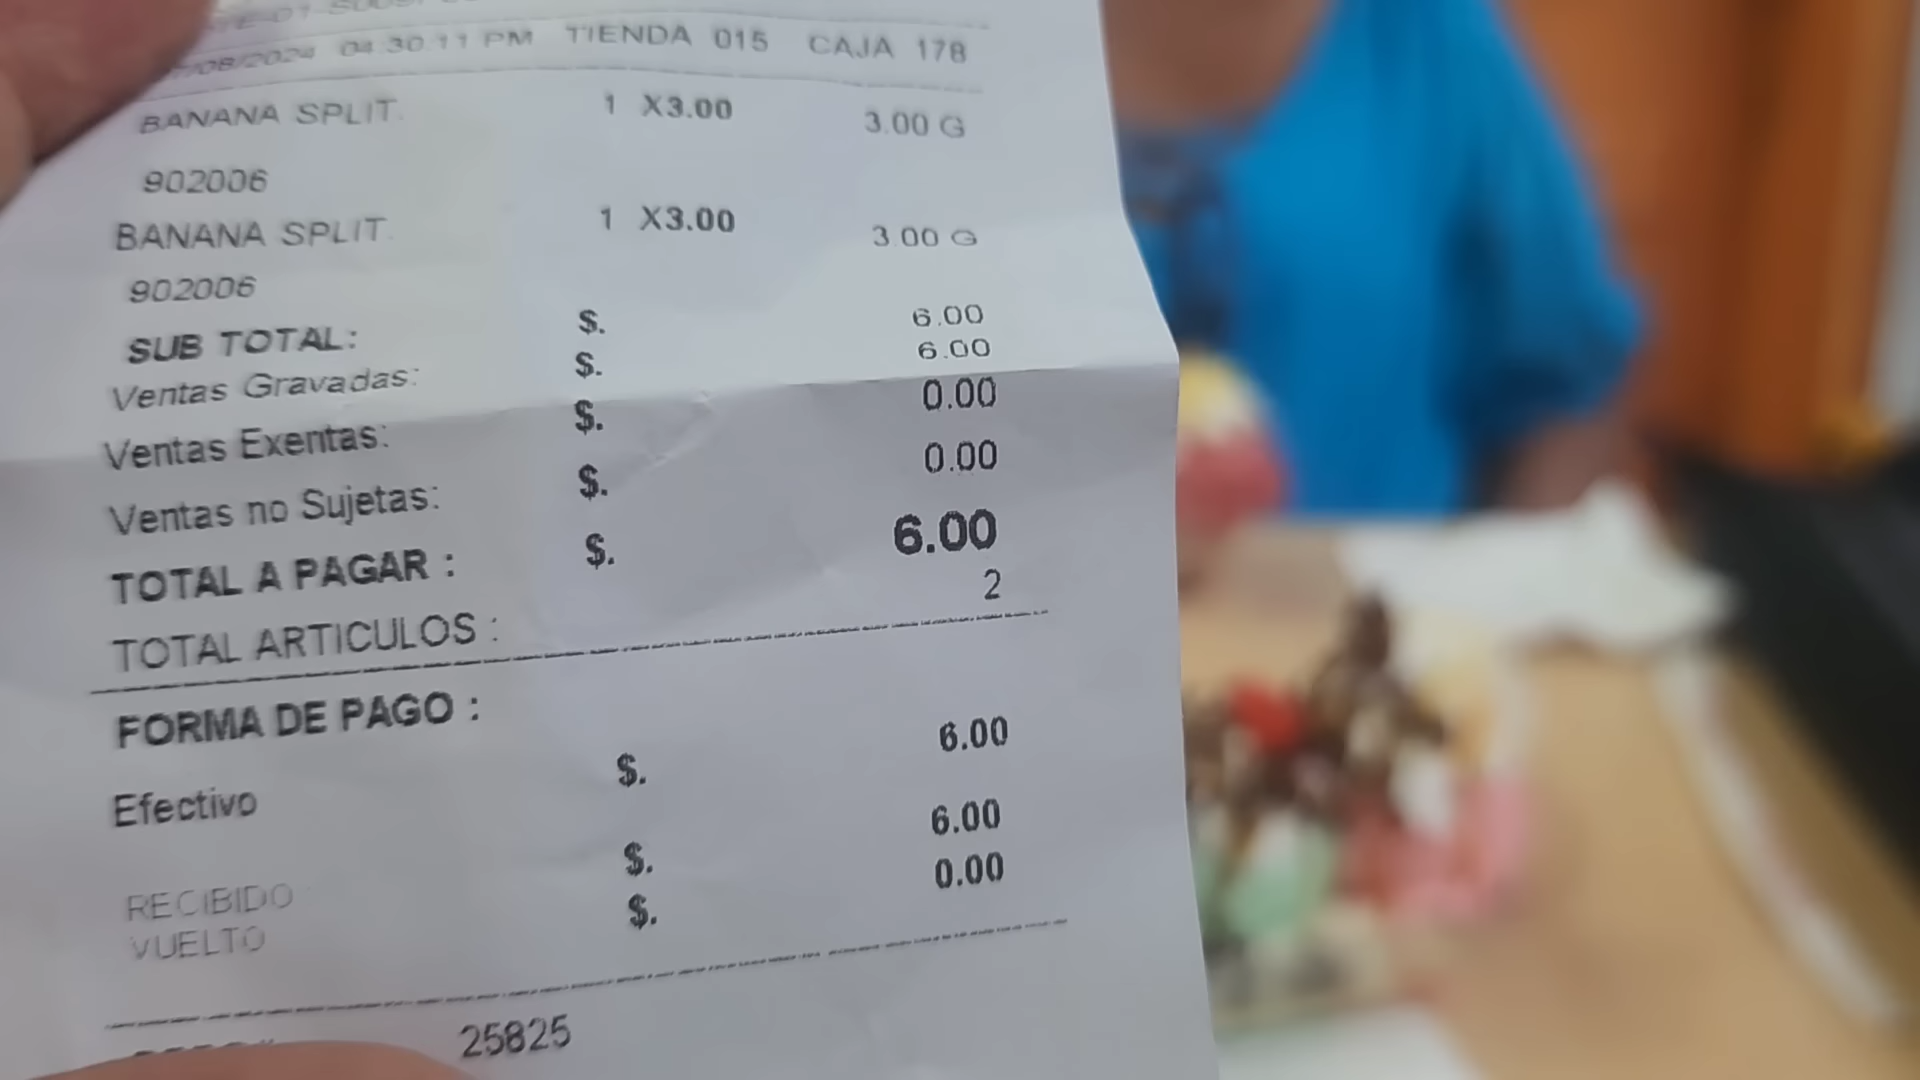 04:30:11 PM TIENDA 015 CAJA 178
BANANA SPLIT. 1 X3.00 3.00 G
902006
BANANA SPLIT. 1 X3.00 3.00 G
902006
SUB TOTAL: $. 6.00
Ventas Gravadas: $. 6.00
Ventas Exentas: $. 0.00
Ventas no Sujetas: $. 0.00
TOTAL A PAGAR : $. 6.00
TOTAL ARTICULOS : 2
FORMA DE PAGO :
Efectivo $. 6.00
RECIBIDO $. 6.00
VUELTO $. 0.00
25825